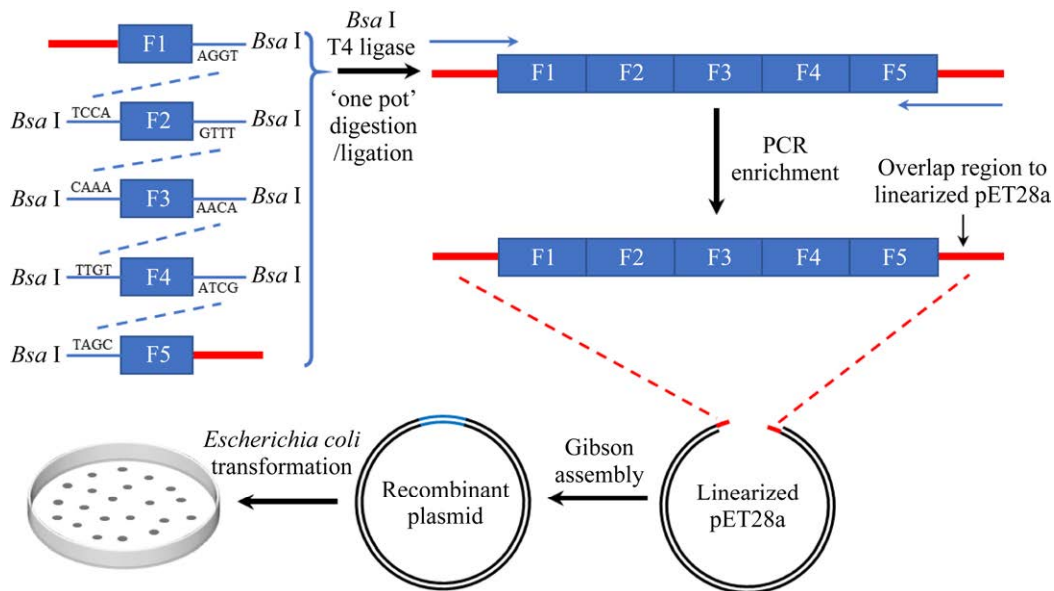 F1
Bsa I
AGGT
Bsa I
TCCA
F2
GTTT
Bsa I
Bsa I
CAAA
F3
AACA
Bsa I
Bsa I
TTGT
F4
ATCG
Bsa I
Bsa I
TAGC
F5
Bsa I
T4 ligase
‘one pot’
digestion
/ligation
F1 F2 F3 F4 F5
PCR
enrichment
Overlap region to
linearized pET28a
F1 F2 F3 F4 F5
Linearized
pET28a
Gibson
assembly
Recombinant
plasmid
Escherichia coli
transformation